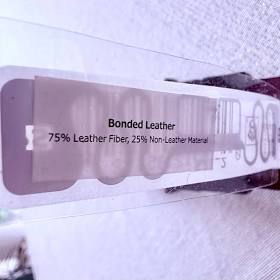 Bonded Leather
75% Leather Fiber, 25% Non-Leather Material